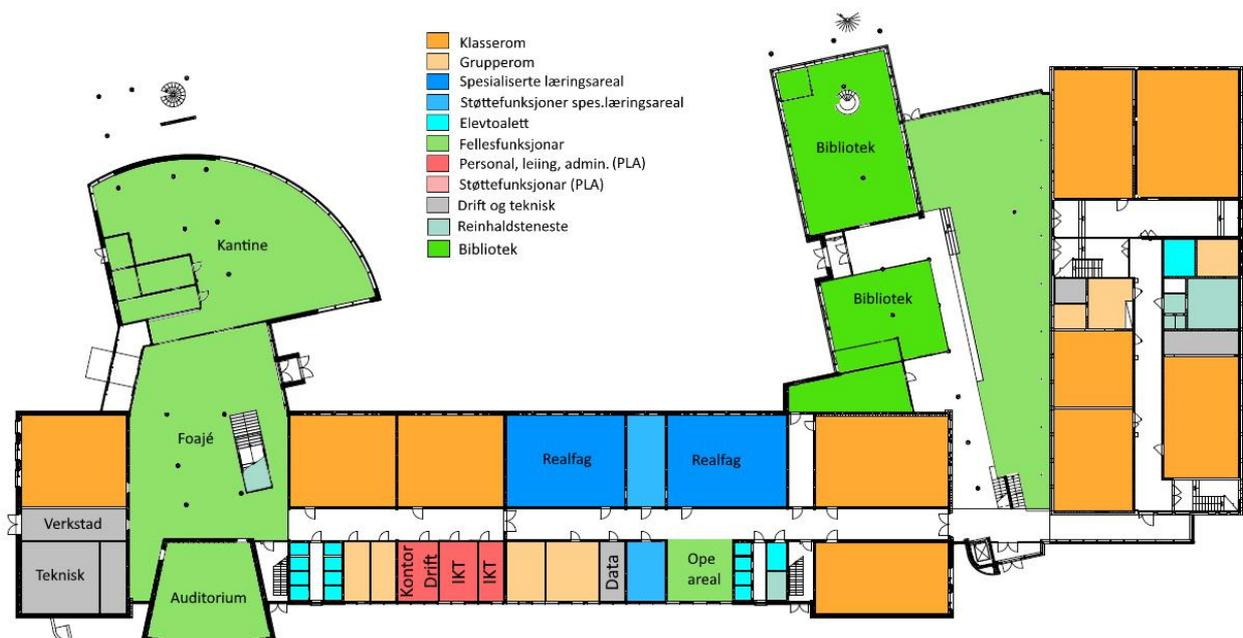 Klasserom
Grupperom
Spesialiserte læringsareal
Støttefunksjoner spes.læringsareal
Elevtoalett
Fellesfunksjonar
Personal, leiing, admin. (PLA)
Støttefunksjonar (PLA)
Drift og teknisk
Reinhaldsteneste
Bibliotek
Bibliotek
Kantine
Bibliotek
Foajé
Realfag
Realfag
Verkstad
Teknisk
Auditorium
Kontor
Drift
IKT
IKT
Data
Ope
areal